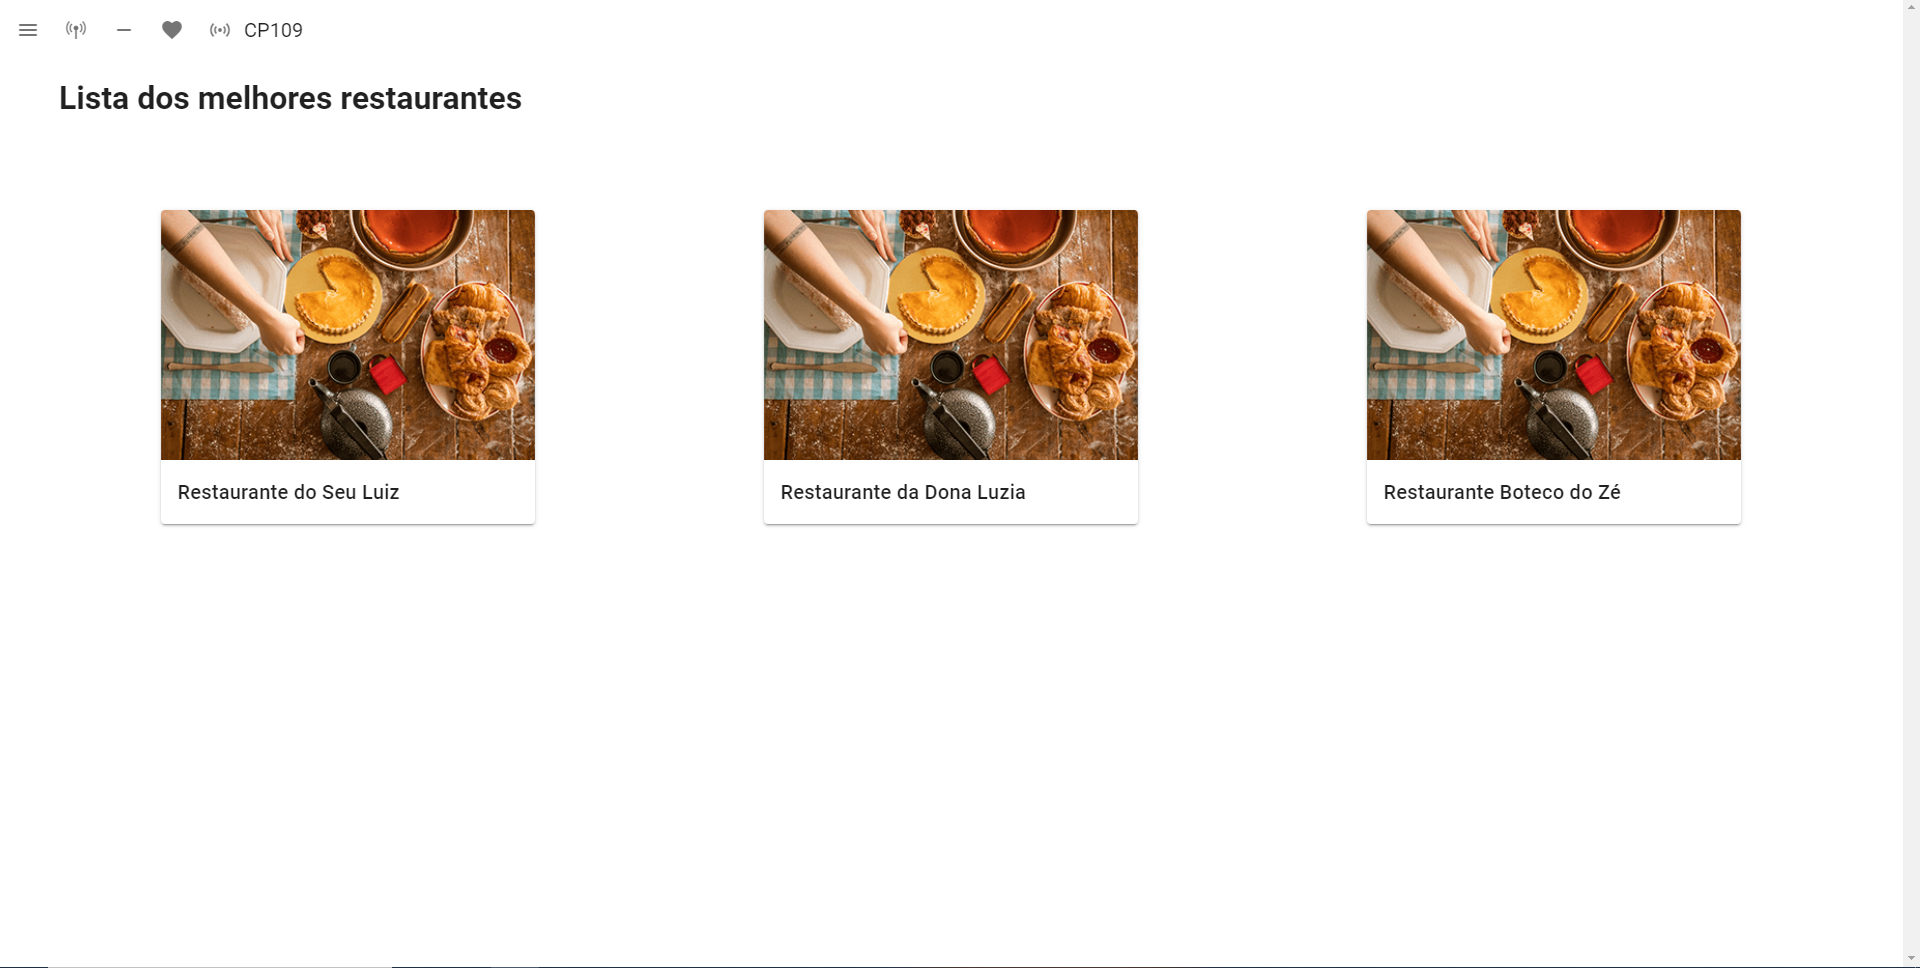 CP109
Lista dos melhores restaurantes
Restaurante do Seu Luiz
Restaurante da Dona Luzia
Restaurante Boteco do Zé